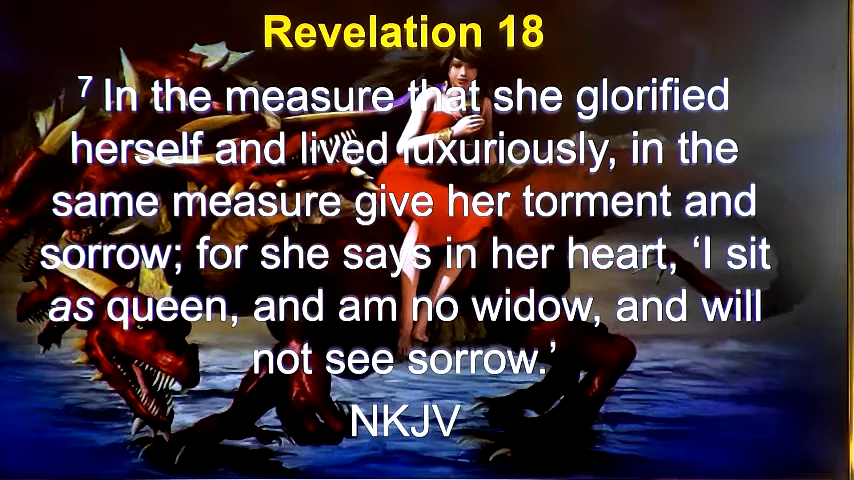 Revelation 18
7 In the measure that she glorified
herself and lived luxuriously, in the
same measure give her torment and
sorrow; for she says in her heart, ‘I sit
as queen, and am no widow, and will
not see sorrow.’
NKJV